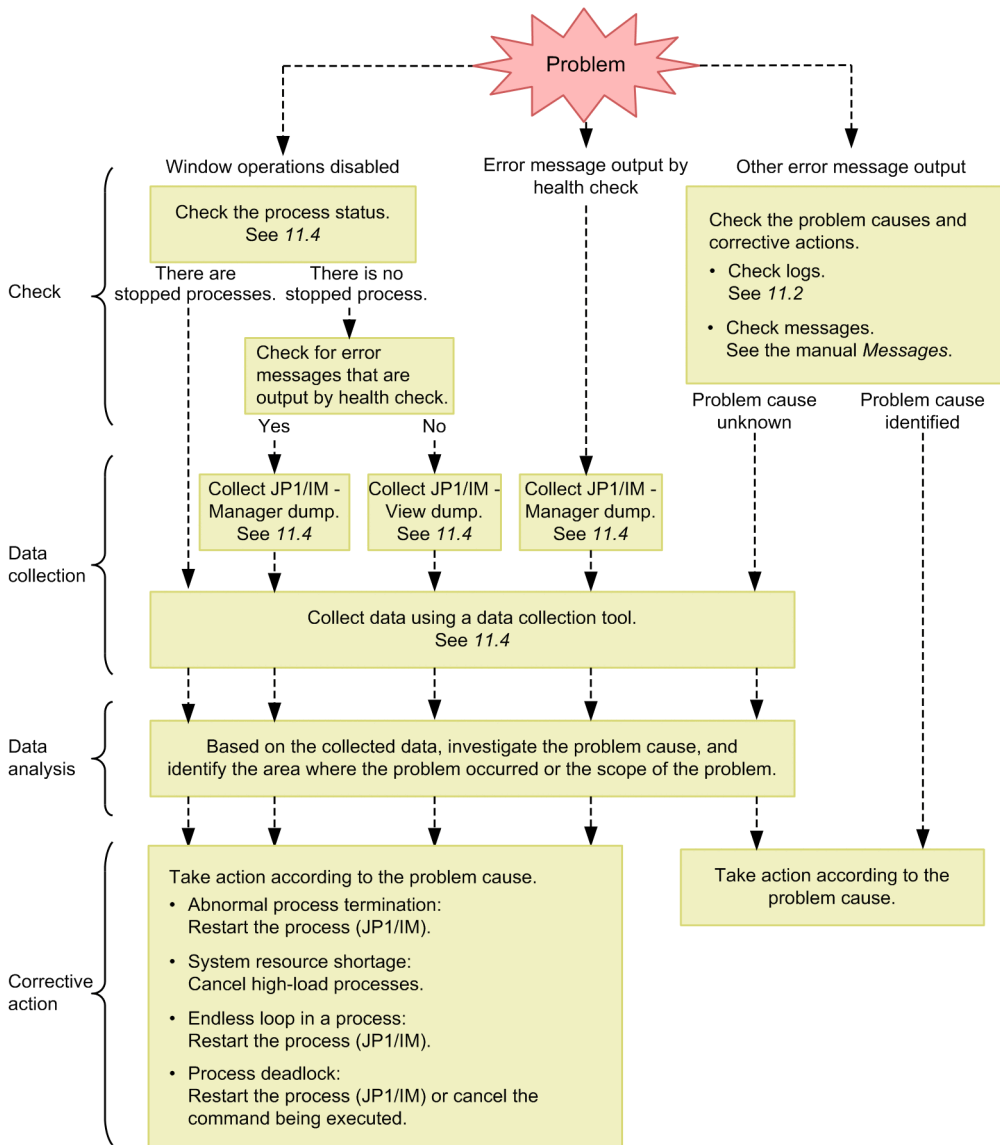 Problem
Window operations disabled
Error message output by
health check
Other error message output
Check
Check the process status.
See 11.4
Check the problem causes and
corrective actions.
• Check logs.
See 11.2
• Check messages.
See the manual Messages.
There are
stopped processes.
There is no
stopped process.
Check for error
messages that are
output by health check.
Problem cause
unknown
Problem cause
identified
Yes
No
Data
collection
Collect JP1/IM -
Manager dump.
See 11.4
Collect JP1/IM -
View dump.
See 11.4
Collect JP1/IM -
Manager dump.
See 11.4
Collect data using a data collection tool.
See 11.4
Data
analysis
Based on the collected data, investigate the problem cause, and
identify the area where the problem occurred or the scope of the problem.
Corrective
action
Take action according to the problem cause.
• Abnormal process termination:
Restart the process (JP1/IM).
• System resource shortage:
Cancel high-load processes.
• Endless loop in a process:
Restart the process (JP1/IM).
• Process deadlock:
Restart the process (JP1/IM) or cancel the
command being executed.
Take action according to the
problem cause.